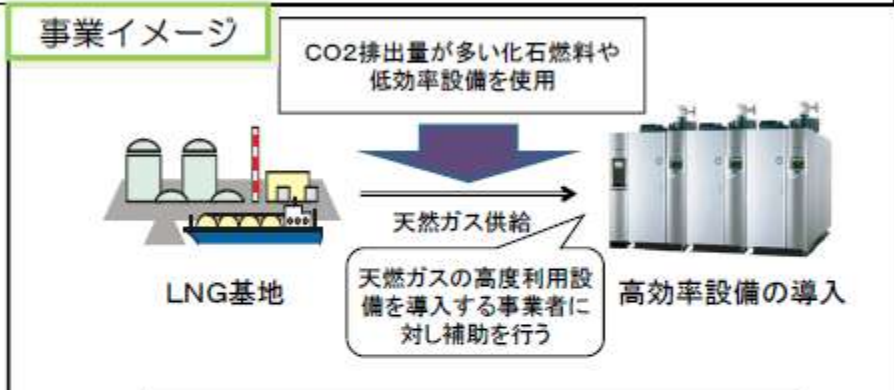 事業イメージ
CO2排出量が多い化石燃料や
低効率設備を使用
天然ガス供給
LNG基地
天燃ガスの高度利用設
備を導入する事業者に
対し補助を行う
高効率設備の導入